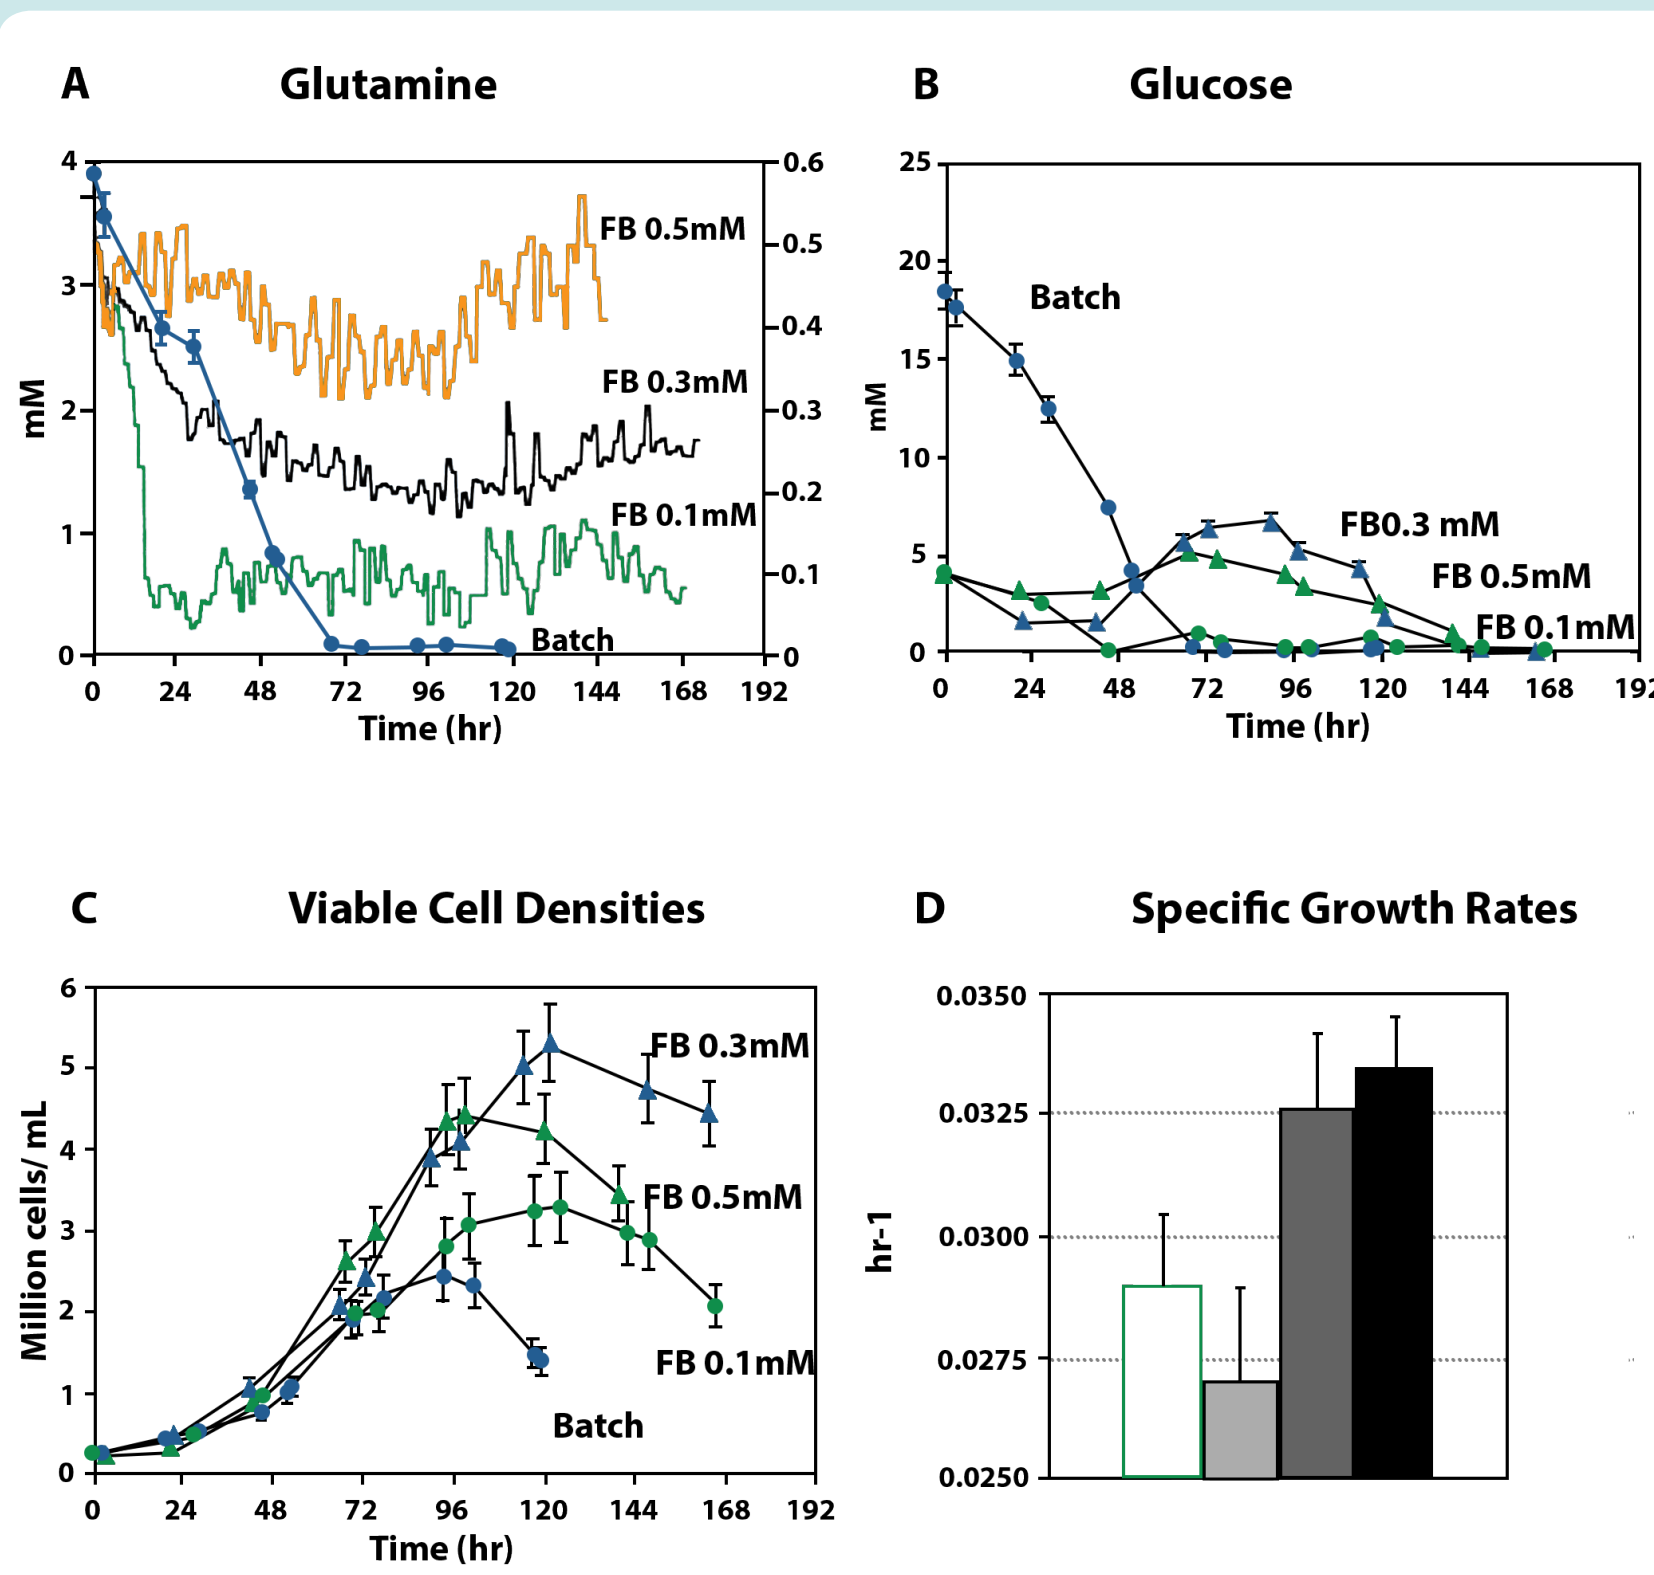 A Glutamine
4
3
2
1
0
mM
0.6
0.5
0.4
0.3
0.2
0.1
0
FB 0.5mM
FB 0.3mM
FB 0.1mM
Batch
0 24 48 72 96 120 144 168 192
Time (hr)
B Glucose
25
20
15
10
5
0
mM
Batch
FB0.3 mM
FB 0.5mM
FB 0.1mM
0 24 48 72 96 120 144 168 192
Time (hr)
C Viable Cell Densities
6
5
4
3
2
1
0
Million cells/ mL
FB 0.3mM
FB 0.5mM
FB 0.1mM
Batch
0 24 48 72 96 120 144 168 192
Time (hr)
D Specific Growth Rates
0.0350
0.0325
0.0300
0.0275
0.0250
hr-1